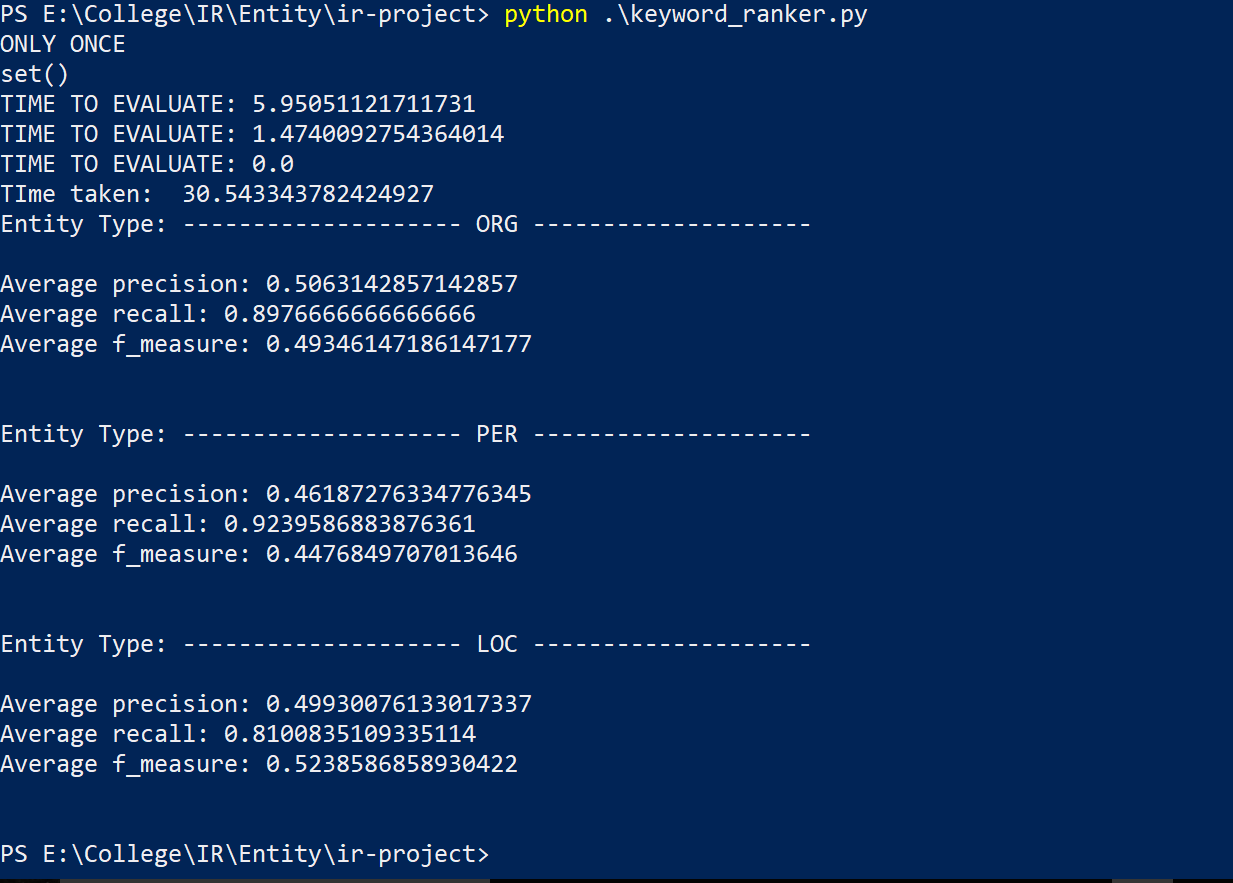 PS E:\College\IR\Entity\ir-project> python .\keyword_ranker.py
ONLY ONCE
set()
TIME TO EVALUATE: 5.95051121711731
TIME TO EVALUATE: 1.4740092754364014
TIME TO EVALUATE: 0.0
TIme taken:  30.543343782424927
Entity Type: -------------------- ORG --------------------
Average precision: 0.5063142857142857
Average recall: 0.8976666666666666
Average f_measure: 0.49346147186147177
Entity Type: -------------------- PER --------------------
Average precision: 0.46187276334776345
Average recall: 0.9239586883876361
Average f_measure: 0.4476849707013646
Entity Type: -------------------- LOC --------------------
Average precision: 0.49930076133017337
Average recall: 0.8100835109335114
Average f_measure: 0.5238586858930422
PS E:\College\IR\Entity\ir-project>